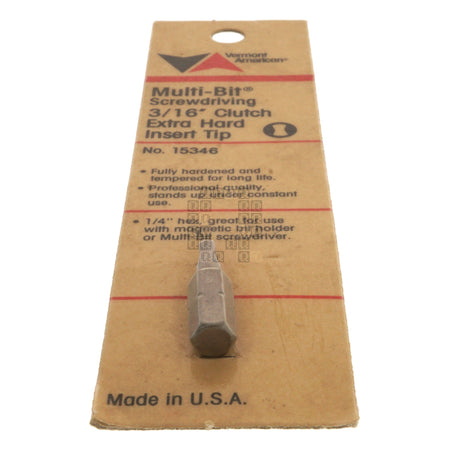 Vermont
American®
Multi-Bit®
Screwdriving
3/16" Clutch
Extra Hard
Insert Tip
No. 15346
• Fully hardened and
tempered for long life.
• Professional quality,
stands up under constant
use.
• 1/4" hex, great for use
with magnetic bit holder
or Multi-Bit screwdriver.
Made in U.S.A.